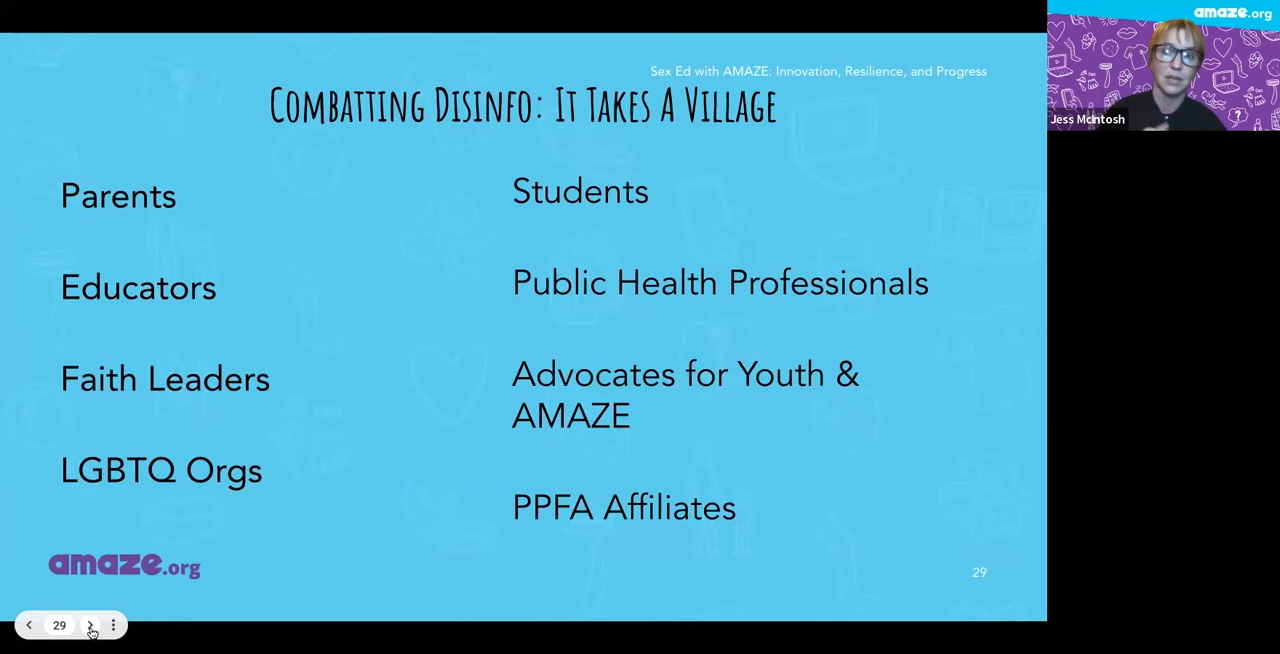 amaze.org
Sex Ed with AMAZE: Innovation, Resilience, and Progress
Combatting Disinfo: It Takes A Village
Jess McIntosh
Parents
Educators
Faith Leaders
LGBTQ Orgs
Students
Public Health Professionals
Advocates for Youth &
AMAZE
PPFA Affiliates
amaze.org
29
29